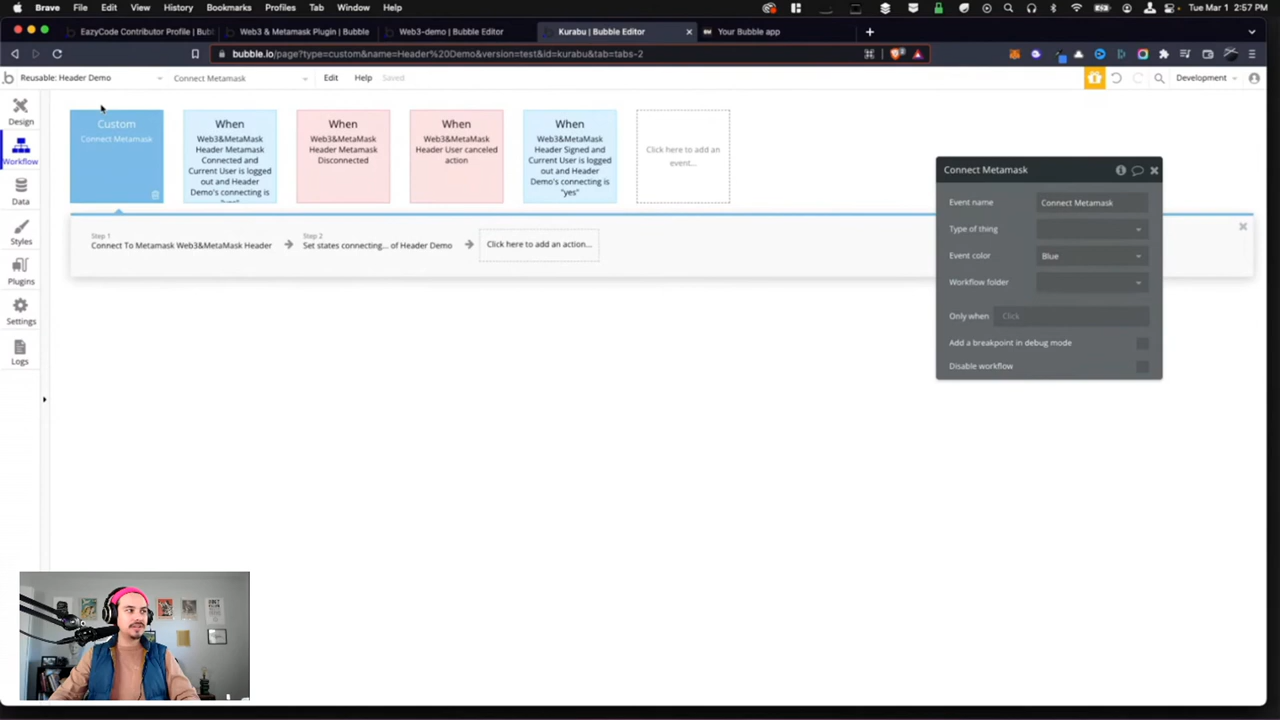 Brave File Edit View History Bookmarks Profiles Tab Window Help Tue Mar 1 2:57 PM
EazyCode Contributor Profile | Bubl
Web3 & Metamask Plugin | Bubble
Web3-demo | Bubble Editor
Kurabu | Bubble Editor
Your Bubble app
bubble.io/page?type=custom&name=Header%20Demo&version=test&id=kurabu&tab=tabs-2
Reusable: Header Demo
Connect Metamask
Edit
Help
Saved
Development
Design
Workflow
Data
Styles
Plugins
Settings
Logs
Custom
Connect Metamask
When
Web3&MetaMask
Header Metamask
Connected and
Current User is logged
out and Header
Demo's connecting is
When
Web3&MetaMask
Header Metamask
Disconnected
When
Web3&MetaMask
Header User canceled
action
When
Web3&MetaMask
Header Signed and
Current User is logged
out and Header
Demo's connecting is
"yes"
Click here to add an
event...
Step 1
Connect To Metamask Web3&MetaMask Header
Step 2
Set states connecting... of Header Demo
Click here to add an action...
Connect Metamask
Event name Connect Metamask
Type of thing
Event color Blue
Workflow folder
Only when Click
Add a breakpoint in debug mode
Disable workflow